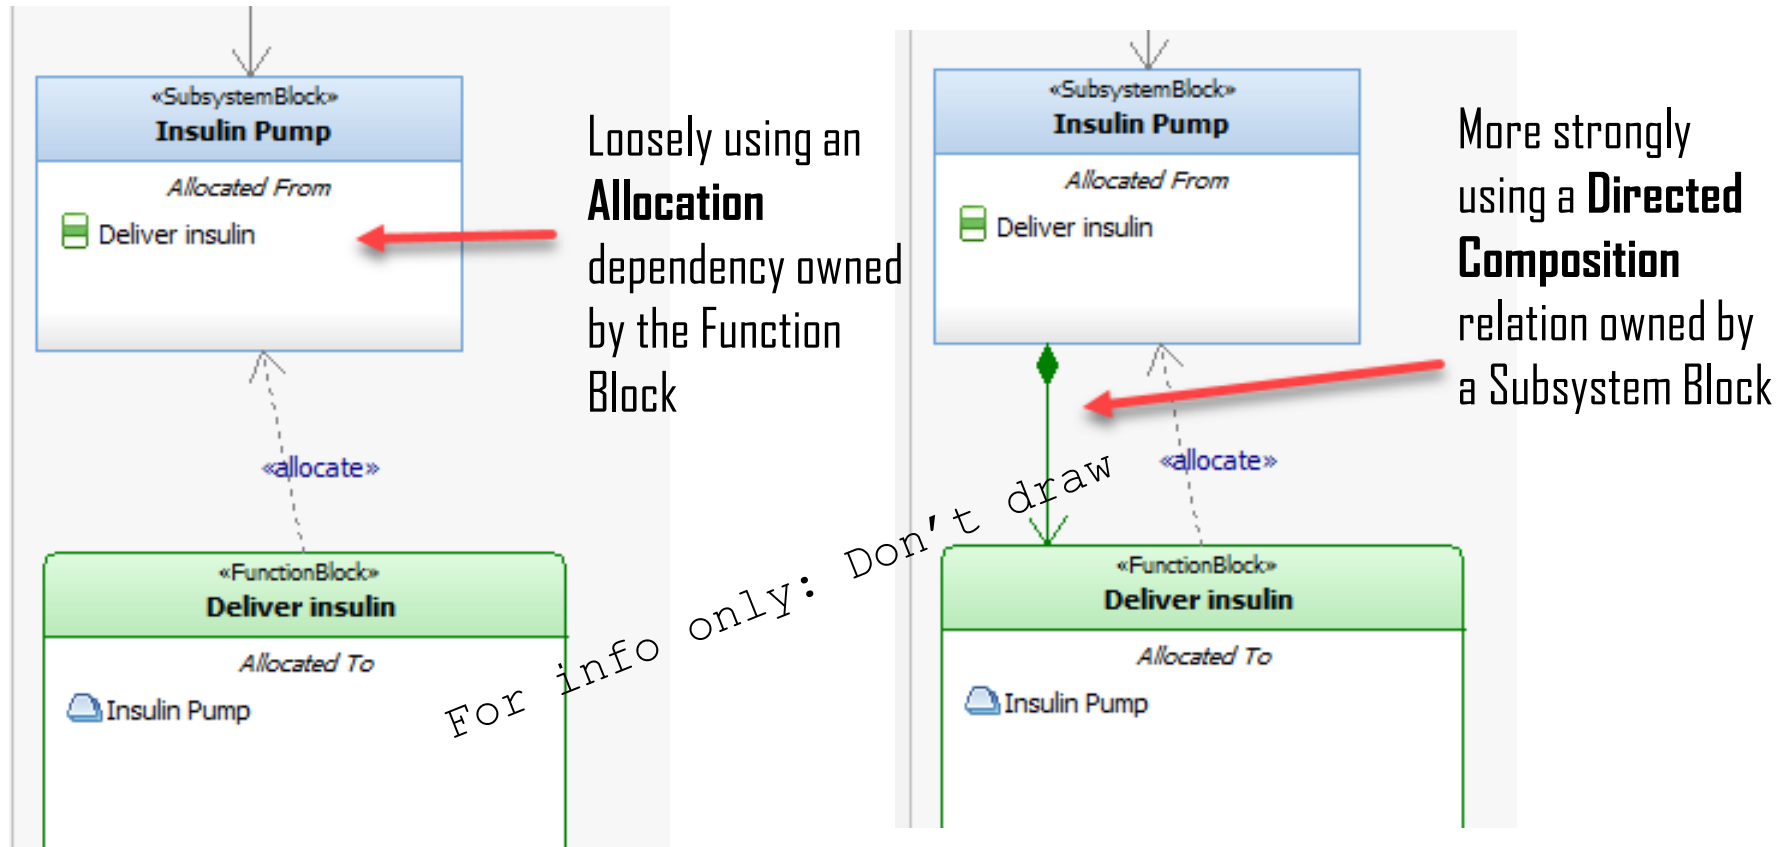 «SubsystemBlock»
Insulin Pump
Allocated From
Deliver insulin
«allocate»
«FunctionBlock»
Deliver insulin
Allocated To
Insulin Pump
Loosely using an
Allocation
dependency owned
by the Function
Block
For info only: Don't draw
«SubsystemBlock»
Insulin Pump
Allocated From
Deliver insulin
«allocate»
«FunctionBlock»
Deliver insulin
Allocated To
Insulin Pump
More strongly
using a Directed
Composition
relation owned by
a Subsystem Block